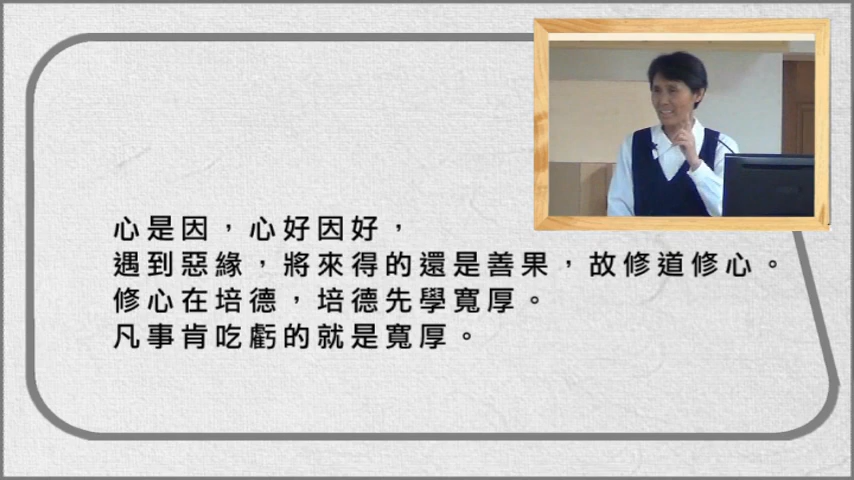 心是因，心好因好，
遇到惡緣，將來得的還是善果，故修道修心。
修心在培德，培德先學寬厚。
凡事肯吃虧的就是寬厚。